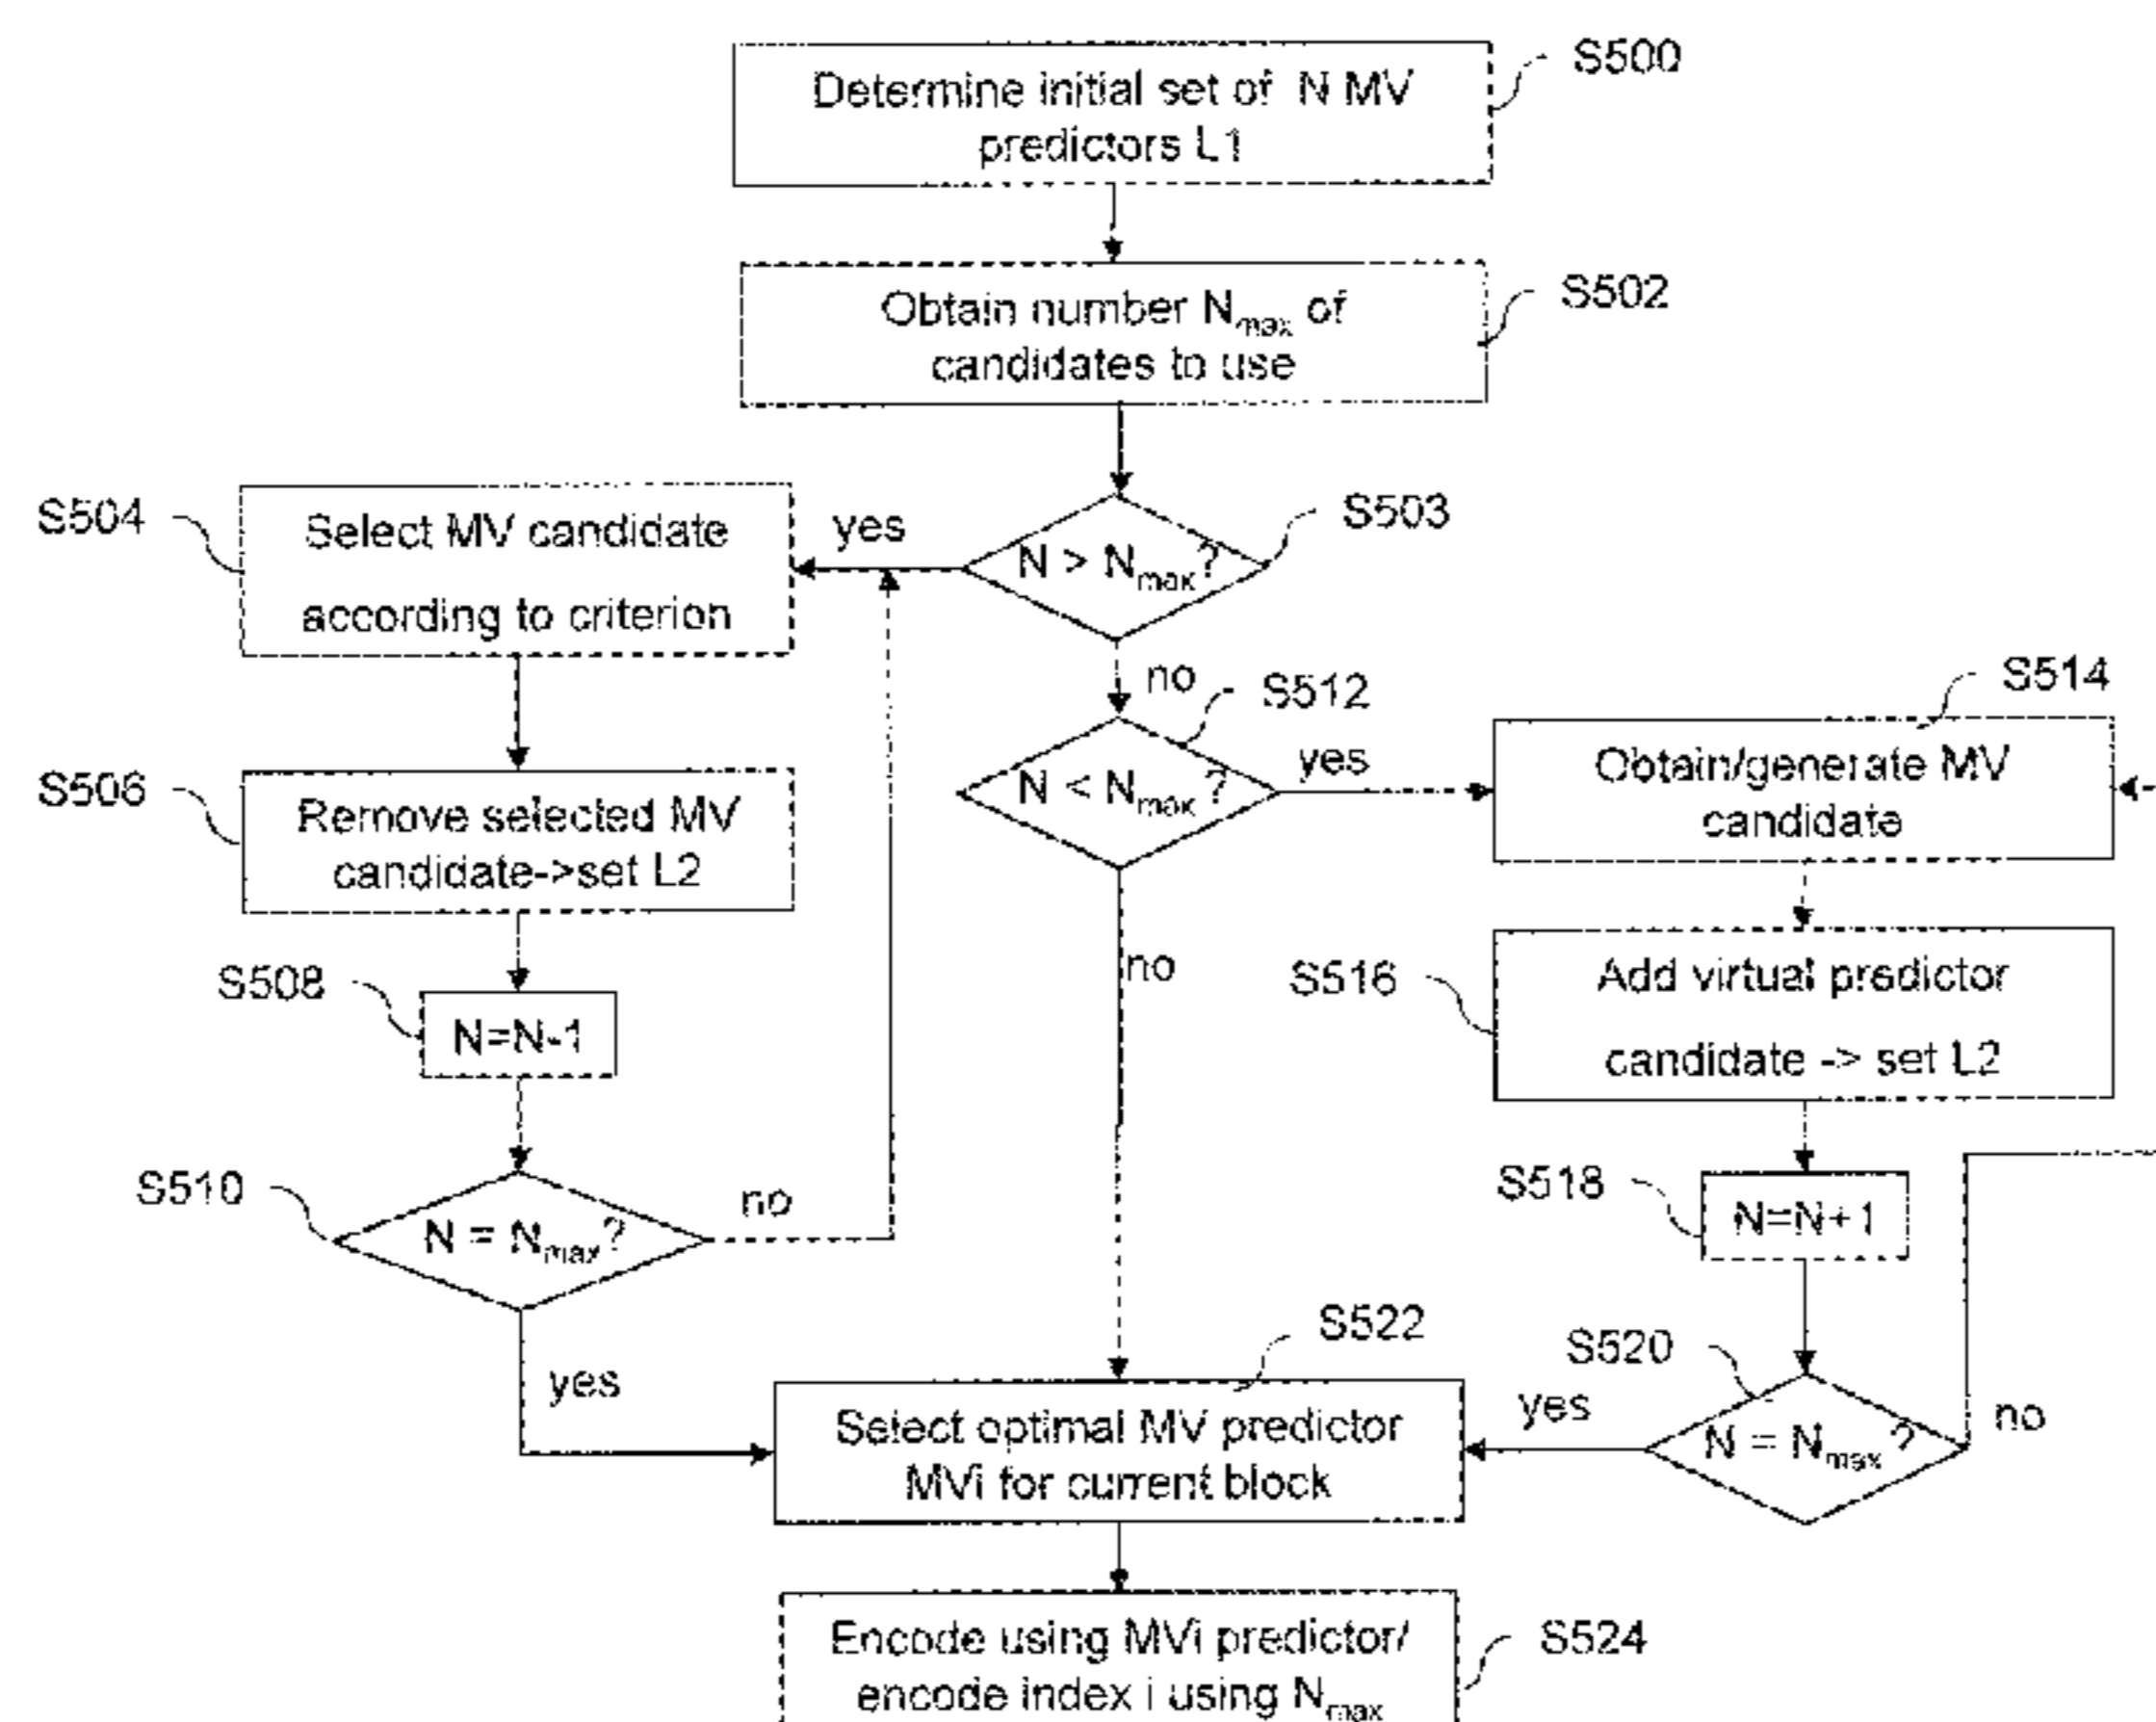 S500
Determine initial set of N MV
predictors L1
S502
Obtain number Nmax of
candidates to use
S503
N > Nmax?
yes
no
S504
Select MV candidate
according to criterion
S506
Remove selected MV
candidate->set L2
S508
N=N-1
S510
N = Nmax?
no
yes
S512
N < Nmax?
yes
no
S514
Obtain/generate MV
candidate
S516
Add virtual predictor
candidate -> set L2
S518
N=N+1
S520
N = Nmax?
yes
no
S522
Select optimal MV predictor
MVi for current block
S524
Encode using MVi predictor/
encode index i using Nmax